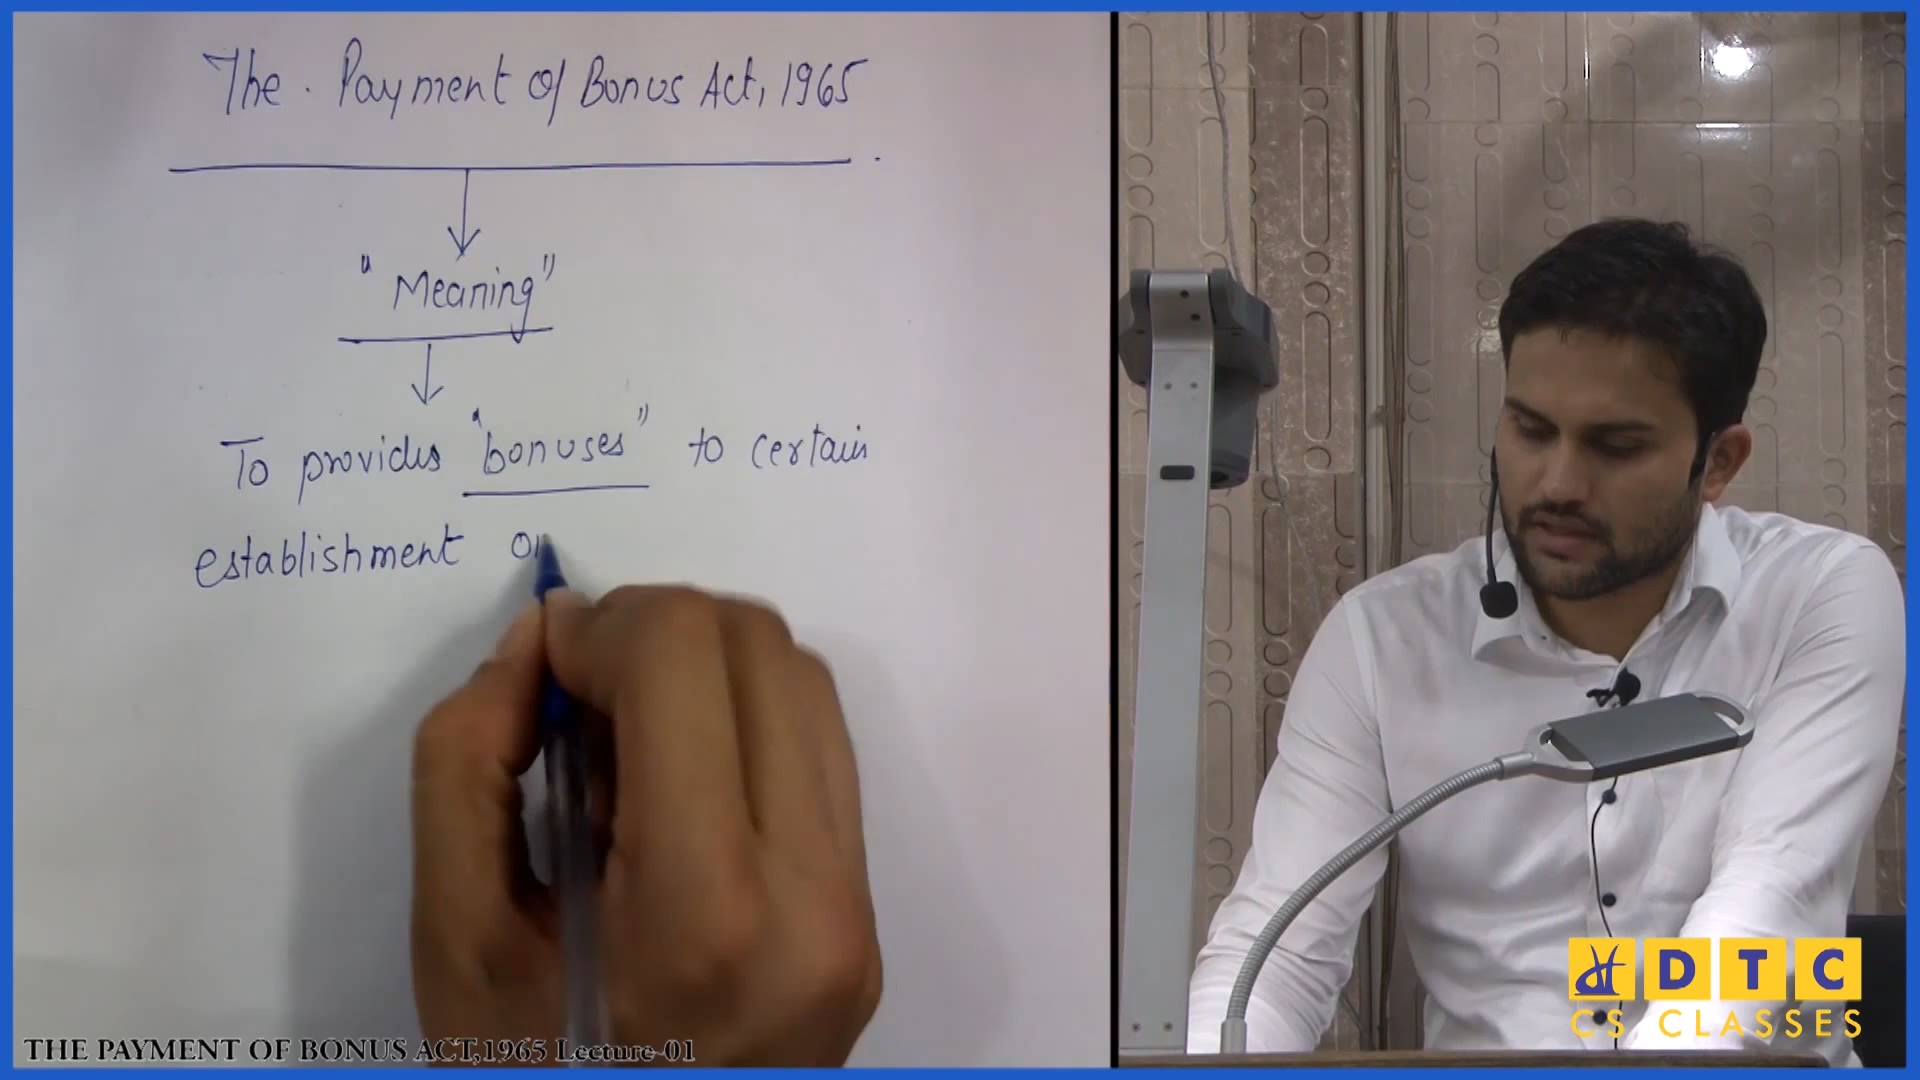 The . Payment of Bonus Act, 1965
"Meaning"
To provides "bonuses" to certain
establishment
THE PAYMENT OF BONUS ACT,1965 Lecture-01
DTC
CS CLASSES